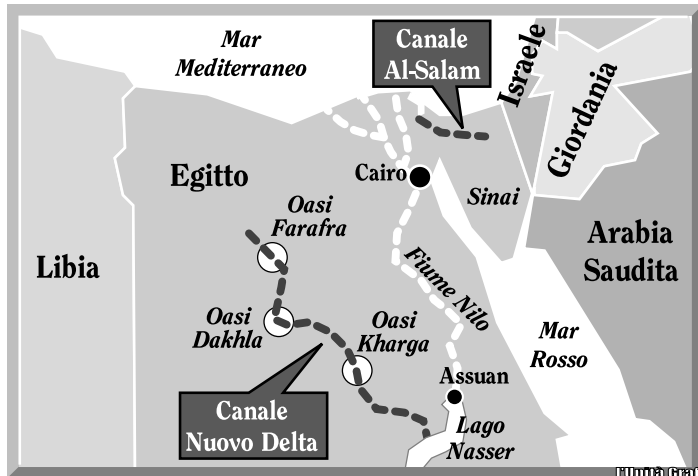 Mar
Mediterraneo
Canale
Al-Salam
Israele
Giordania
Egitto
Cairo
Sinai
Oasi
Farafra
Libia
Arabia
Saudita
Fiume Nilo
Oasi
Dakhla
Oasi
Kharga
Mar
Rosso
Assuan
Canale
Nuovo Delta
Lago
Nasser